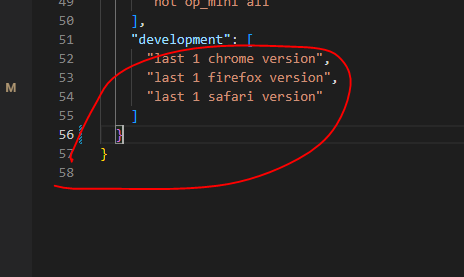 49 "not op_mini all"
50 ],
51 "development": [
52 "last 1 chrome version",
53 "last 1 firefox version",
54 "last 1 safari version"
55 ]
M
56 }
57 }
58